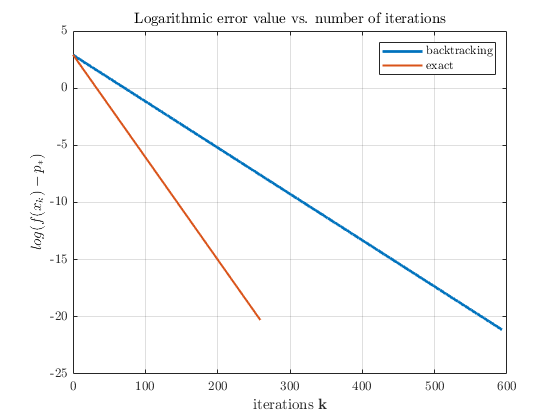 Logarithmic error value vs. number of iterations
backtracking
exact
5
0
-5
-10
-15
-20
-25
log(f(x_k) − p_*)
0 100 200 300 400 500 600
iterations k